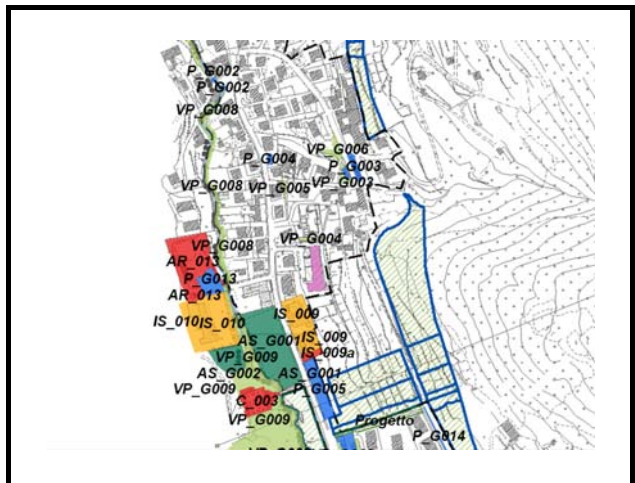 P_G002
P_G002
VP_G008
VP_G006
P_G004
P_G003
VP_G008
VP_G005
VP_G003
VP_G008
VP_G004
AR_013
P_G013
AR_013
IS_009
IS_010
IS_010
AS_G001
IS_009
VP_G009
IS_009a
AS_G002
AS_G001
VP_G009
P_G005
C_003
VP_G009
Progetto
P_G014